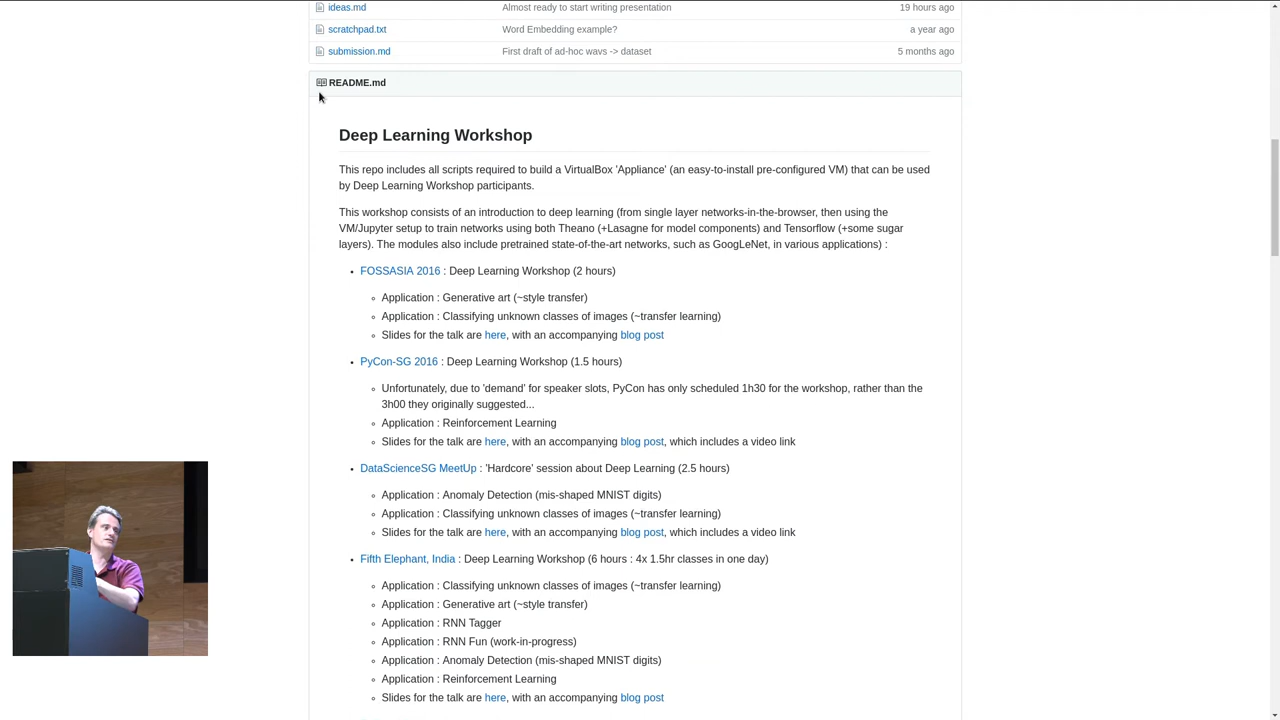 ideas.md Almost ready to start writing presentation 19 hours ago
scratchpad.txt Word Embedding example? a year ago
submission.md First draft of ad-hoc wavs -> dataset 5 months ago
README.md
Deep Learning Workshop
This repo includes all scripts required to build a VirtualBox 'Appliance' (an easy-to-install pre-configured VM) that can be used
by Deep Learning Workshop participants.
This workshop consists of an introduction to deep learning (from single layer networks-in-the-browser, then using the
VM/Jupyter setup to train networks using both Theano (+Lasagne for model components) and Tensorflow (+some sugar
layers). The modules also include pretrained state-of-the-art networks, such as GoogLeNet, in various applications) :
• FOSSASIA 2016 : Deep Learning Workshop (2 hours)
◦ Application : Generative art (~style transfer)
◦ Application : Classifying unknown classes of images (~transfer learning)
◦ Slides for the talk are here, with an accompanying blog post
• PyCon-SG 2016 : Deep Learning Workshop (1.5 hours)
◦ Unfortunately, due to 'demand' for speaker slots, PyCon has only scheduled 1h30 for the workshop, rather than the
3h00 they originally suggested...
◦ Application : Reinforcement Learning
◦ Slides for the talk are here, with an accompanying blog post, which includes a video link
• DataScienceSG MeetUp : 'Hardcore' session about Deep Learning (2.5 hours)
◦ Application : Anomaly Detection (mis-shaped MNIST digits)
◦ Application : Classifying unknown classes of images (~transfer learning)
◦ Slides for the talk are here, with an accompanying blog post, which includes a video link
• Fifth Elephant, India : Deep Learning Workshop (6 hours : 4x 1.5hr classes in one day)
◦ Application : Classifying unknown classes of images (~transfer learning)
◦ Application : Generative art (~style transfer)
◦ Application : RNN Tagger
◦ Application : RNN Fun (work-in-progress)
◦ Application : Anomaly Detection (mis-shaped MNIST digits)
◦ Application : Reinforcement Learning
◦ Slides for the talk are here, with an accompanying blog post